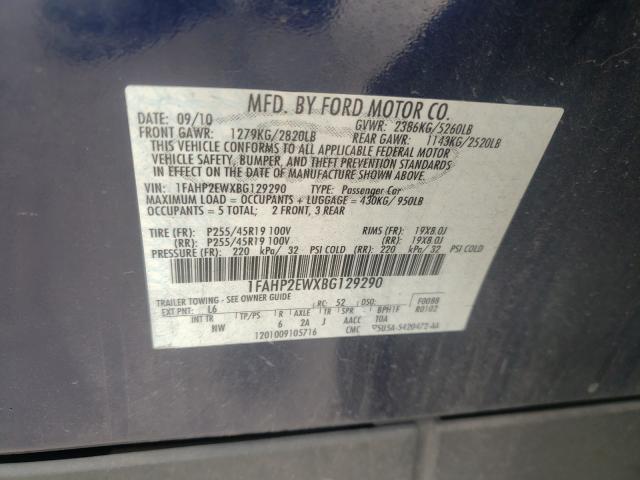 MFD. BY FORD MOTOR CO.
DATE: 09/10 GVWR: 2386KG/5260LB
FRONT GAWR: 1279KG/2820LB REAR GAWR: 1143KG/2520LB
THIS VEHICLE CONFORMS TO ALL APPLICABLE FEDERAL MOTOR
VEHICLE SAFETY, BUMPER, AND THEFT PREVENTION STANDARDS
IN EFFECT ON THE DATE OF MANUFACTURE SHOWN ABOVE.
VIN: 1FAHP2EWXBG129290 TYPE: Passenger Car
MAXIMUM LOAD = OCCUPANTS + LUGGAGE = 430KG/ 950LB
OCCUPANTS = 5 TOTAL; 2 FRONT, 3 REAR
TIRE (FR): P255/45R19 100V RIMS (FR): 19X8.0J
(RR): P255/45R19 100V (RR): 19X8.0J
PRESSURE (FR): 220 kPa/ 32 PSI COLD (RR): 220 kPa/ 32 PSI COLD
1FAHP2EWXBG129290
TRAILER TOWING - SEE OWNER GUIDE RC: 52 DSO: F0088
EXT PNT: L6 R0102
INT TR TP/PS R AXLE TR SPR BPH1F
NW 6 2A J AACC TOA
1201009105716 CMC 5U5A-5420472-AA